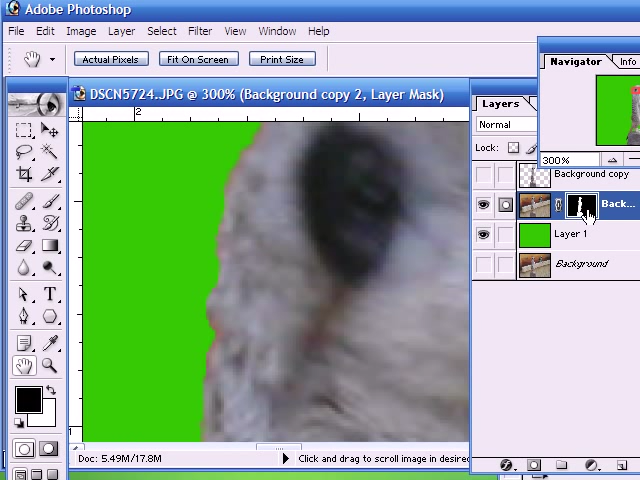 Adobe Photoshop
File Edit Image Layer Select Filter View Window Help
Actual Pixels Fit On Screen Print Size
Navigator Info
DSCN5724.JPG @ 300% (Background copy 2, Layer Mask)
2
Layers
Normal
Lock:
300%
Background copy
Back...
Layer 1
Background
T
1
Doc: 5.49M/17.8M Click and drag to scroll image in desired